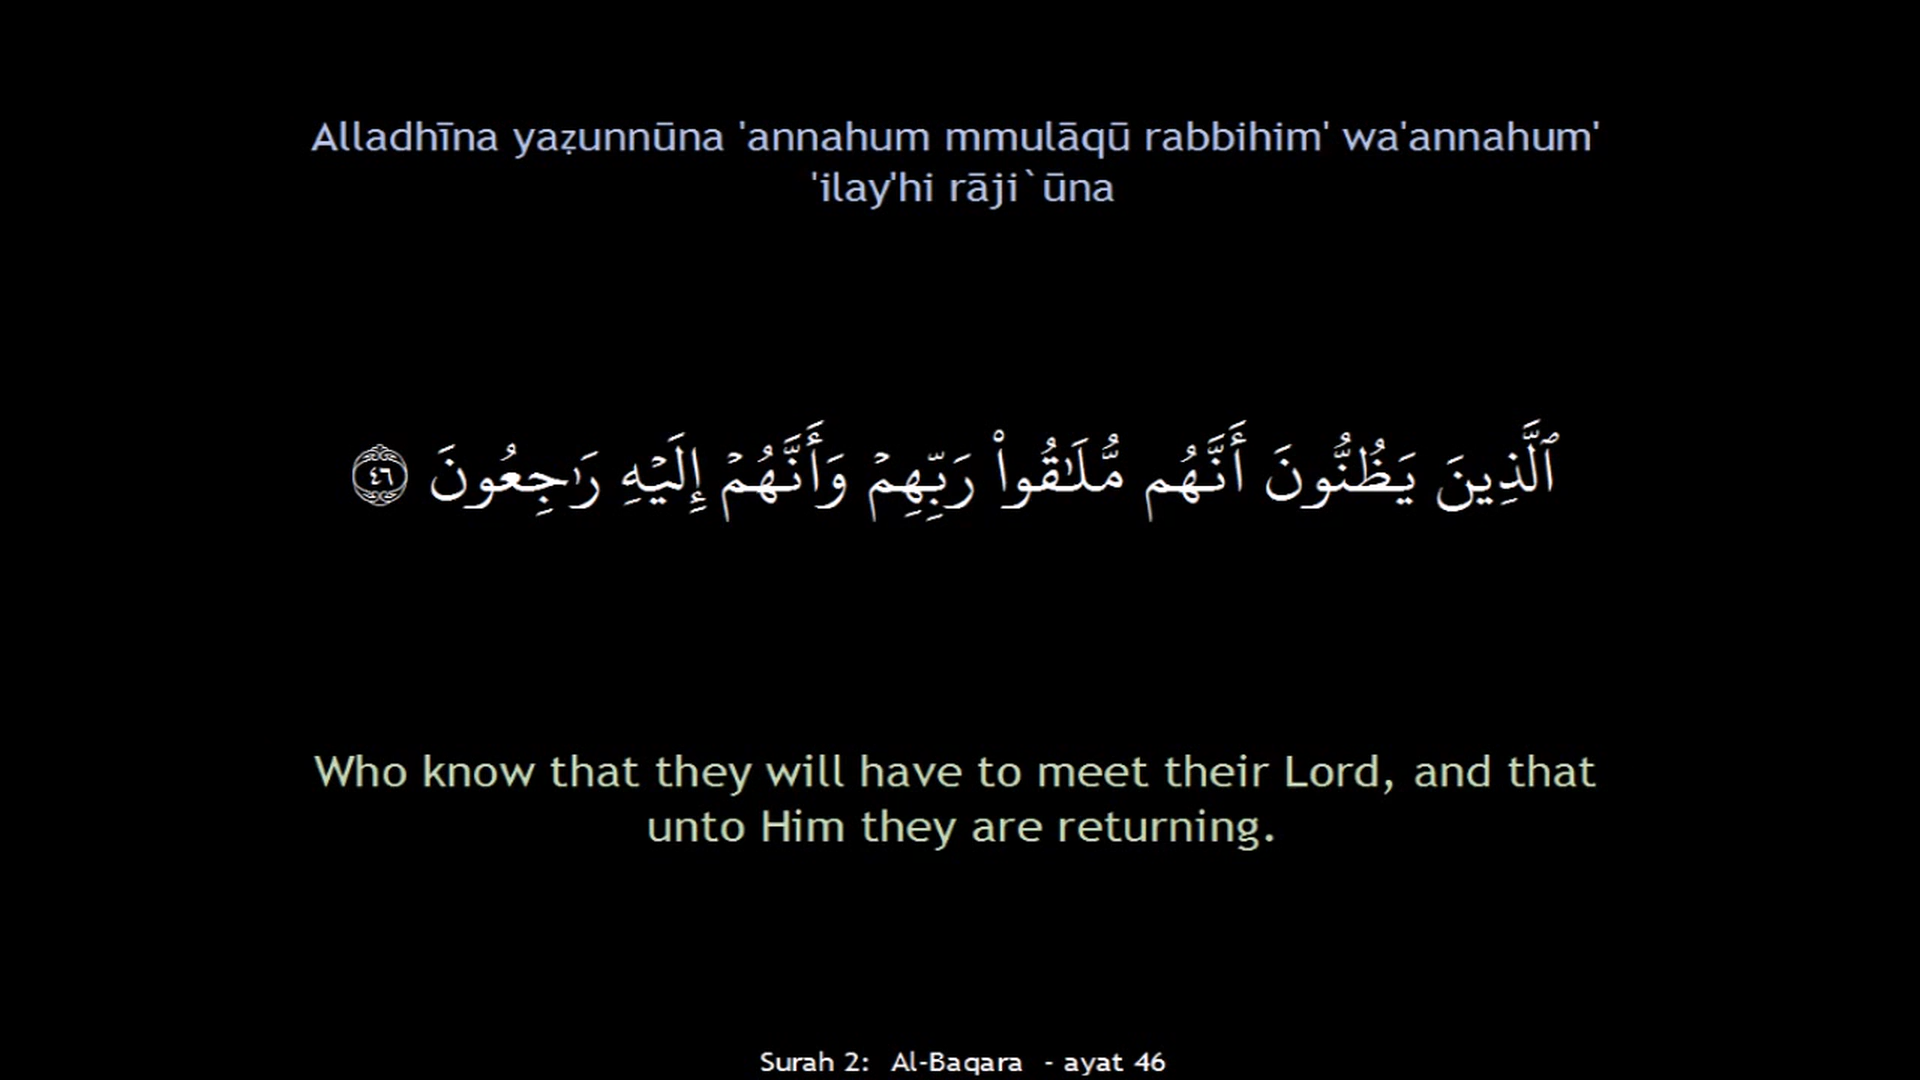 Alladhīna yaẓunnūna 'annahum mmulāqū rabbihim' wa'annahum'
'ilay'hi rāji`ūna
ٱلَّذِينَ يَظُنُّونَ أَنَّهُم مُّلَـٰقُوا۟ رَبِّهِمْ وَأَنَّهُمْ إِلَيْهِ رَٰجِعُونَ ٤٦
Who know that they will have to meet their Lord, and that
unto Him they are returning.
Surah 2: Al-Baqara - ayat 46